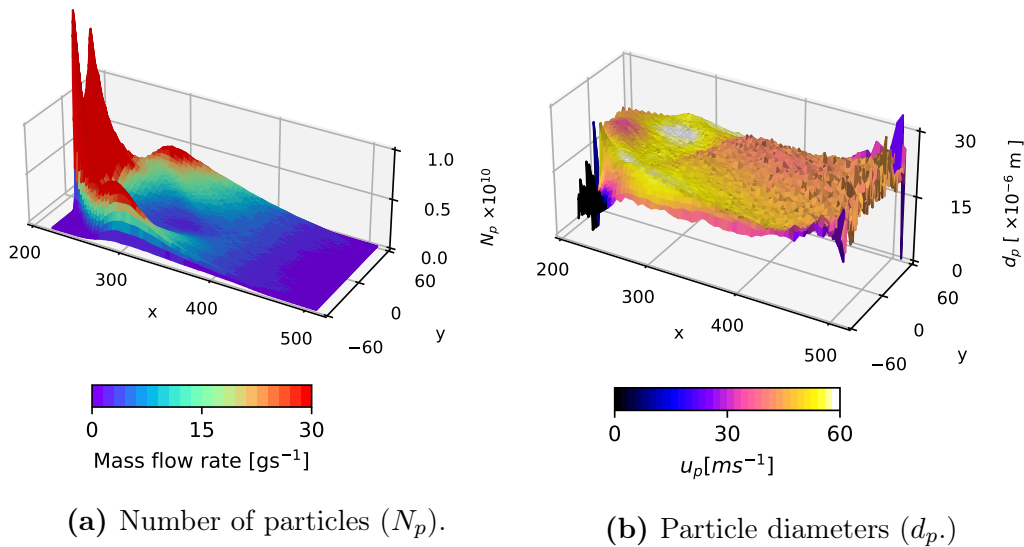 1.0
0.5
0.0
N_p ×10^10
200
300
400
500
x
60
0
−60
y
0 15 30
Mass flow rate [gs^−1]
(a) Number of particles (N_p).
30
15
0
d_p [ ×10^−6 m ]
200
300
400
500
x
60
0
−60
y
0 30 60
u_p[ms^−1]
(b) Particle diameters (d_p.)